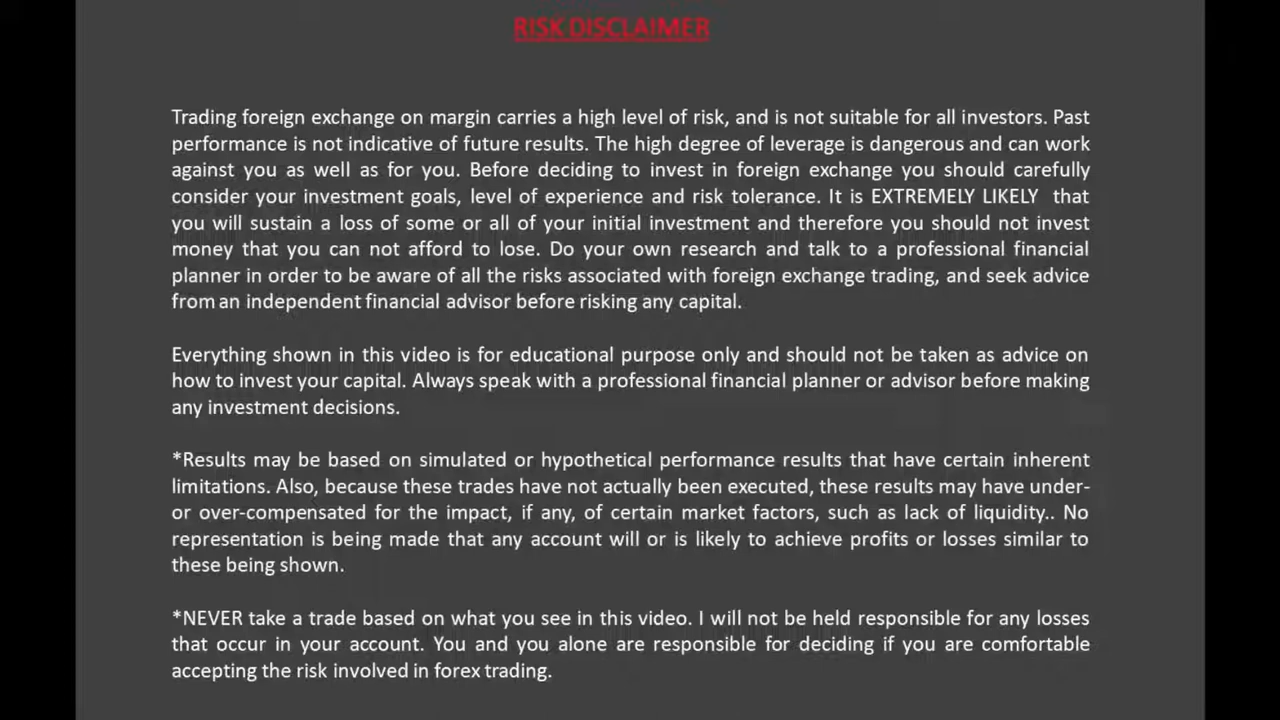 RISK DISCLAIMER
Trading foreign exchange on margin carries a high level of risk, and is not suitable for all investors. Past
performance is not indicative of future results. The high degree of leverage is dangerous and can work
against you as well as for you. Before deciding to invest in foreign exchange you should carefully
consider your investment goals, level of experience and risk tolerance. It is EXTREMELY LIKELY that
you will sustain a loss of some or all of your initial investment and therefore you should not invest
money that you can not afford to lose. Do your own research and talk to a professional financial
planner in order to be aware of all the risks associated with foreign exchange trading, and seek advice
from an independent financial advisor before risking any capital.
Everything shown in this video is for educational purpose only and should not be taken as advice on
how to invest your capital. Always speak with a professional financial planner or advisor before making
any investment decisions.
*Results may be based on simulated or hypothetical performance results that have certain inherent
limitations. Also, because these trades have not actually been executed, these results may have under-
or over-compensated for the impact, if any, of certain market factors, such as lack of liquidity.. No
representation is being made that any account will or is likely to achieve profits or losses similar to
these being shown.
*NEVER take a trade based on what you see in this video. I will not be held responsible for any losses
that occur in your account. You and you alone are responsible for deciding if you are comfortable
accepting the risk involved in forex trading.